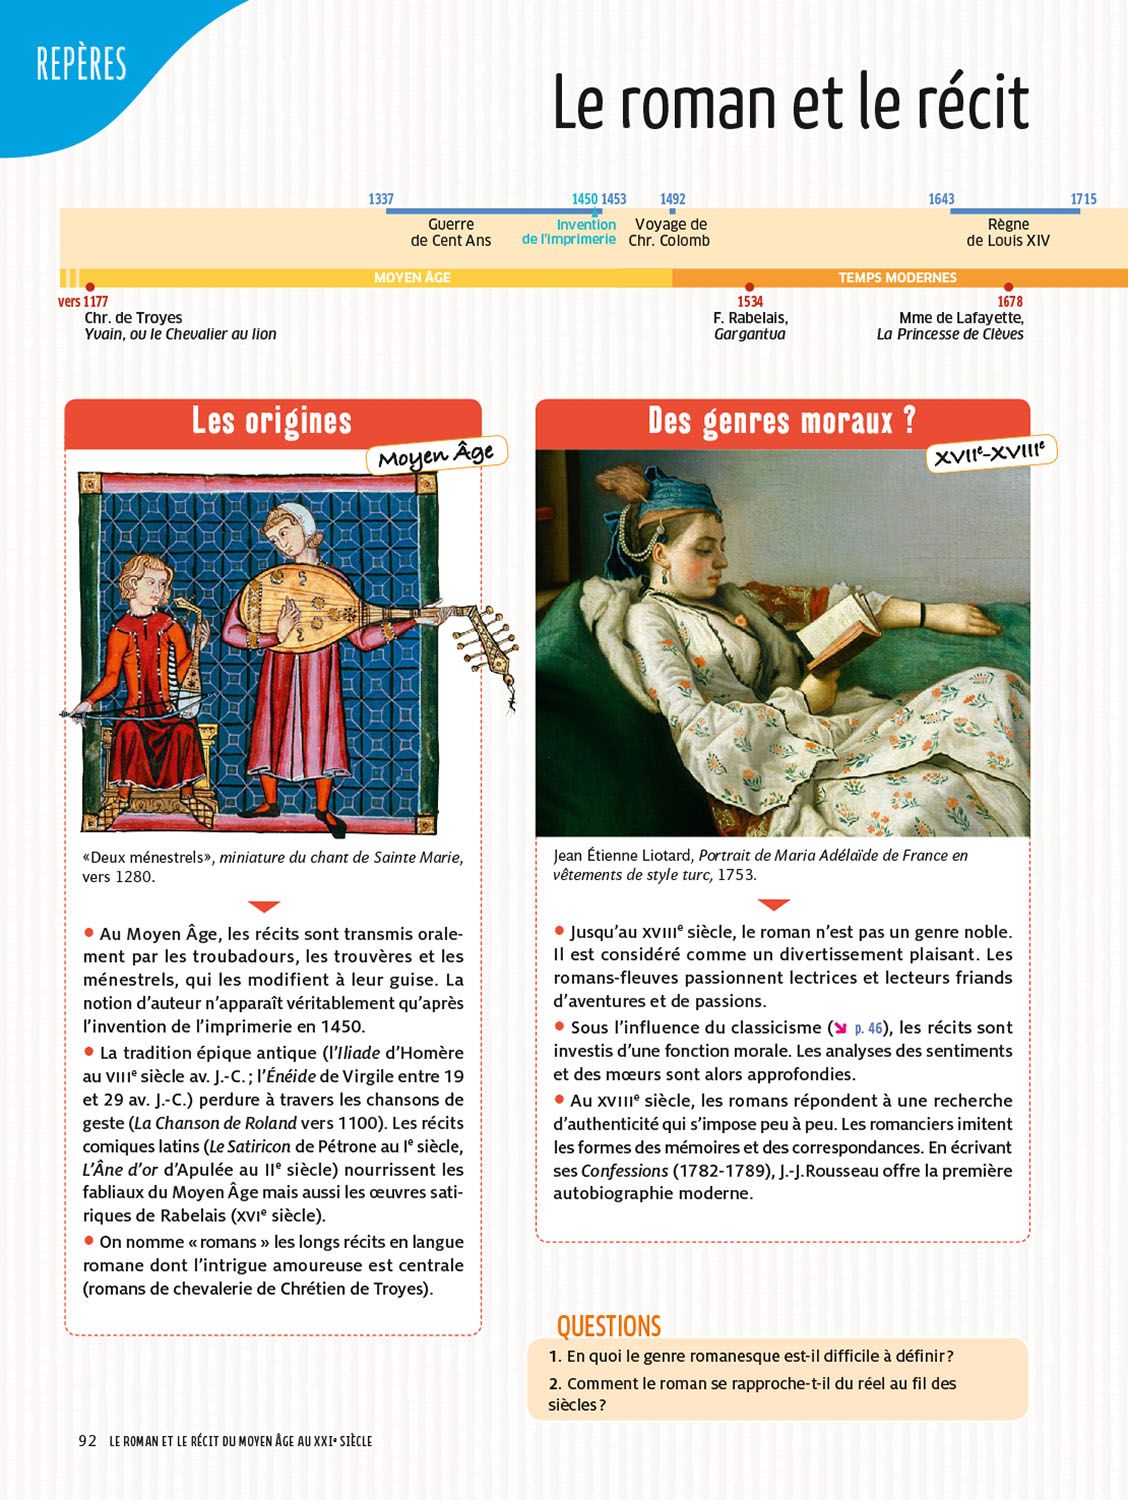 REPÈRES
Le roman et le récit
1337
1450 1453
1492
1643
1715
Guerre
de Cent Ans
Invention
de l'imprimerie
Voyage de
Chr. Colomb
Règne
de Louis XIV
MOYEN ÂGE
TEMPS MODERNES
vers 1177
Chr. de Troyes
Yvain, ou le Chevalier au lion
1534
F. Rabelais,
Gargantua
1678
Mme de Lafayette,
La Princesse de Clèves
Les origines
Moyen Âge
«Deux ménestrels», miniature du chant de Sainte Marie,
vers 1280.
• Au Moyen Âge, les récits sont transmis orale-
ment par les troubadours, les trouvères et les
ménestrels, qui les modifient à leur guise. La
notion d'auteur n'apparaît véritablement qu'après
l'invention de l'imprimerie en 1450.
• La tradition épique antique (l'Iliade d'Homère
au VIIIe siècle av. J.-C. ; l'Énéide de Virgile entre 19
et 29 av. J.-C.) perdure à travers les chansons de
geste (La Chanson de Roland vers 1100). Les récits
comiques latins (Le Satiricon de Pétrone au Ie siècle,
L'Âne d'or d'Apulée au IIe siècle) nourrissent les
fabliaux du Moyen Âge mais aussi les œuvres sati-
riques de Rabelais (XVIe siècle).
• On nomme « romans » les longs récits en langue
romane dont l'intrigue amoureuse est centrale
(romans de chevalerie de Chrétien de Troyes).
Des genres moraux ?
XVIIe-XVIIIe
Jean Étienne Liotard, Portrait de Maria Adélaïde de France en
vêtements de style turc, 1753.
• Jusqu'au XVIIIe siècle, le roman n'est pas un genre noble.
Il est considéré comme un divertissement plaisant. Les
romans-fleuves passionnent lectrices et lecteurs friands
d'aventures et de passions.
• Sous l'influence du classicisme (↘ p. 46), les récits sont
investis d'une fonction morale. Les analyses des sentiments
et des mœurs sont alors approfondies.
• Au XVIIIe siècle, les romans répondent à une recherche
d'authenticité qui s'impose peu à peu. Les romanciers imitent
les formes des mémoires et des correspondances. En écrivant
ses Confessions (1782-1789), J.-J.Rousseau offre la première
autobiographie moderne.
QUESTIONS
1. En quoi le genre romanesque est-il difficile à définir ?
2. Comment le roman se rapproche-t-il du réel au fil des
siècles ?
92 LE ROMAN ET LE RÉCIT DU MOYEN ÂGE AU XXIe SIÈCLE